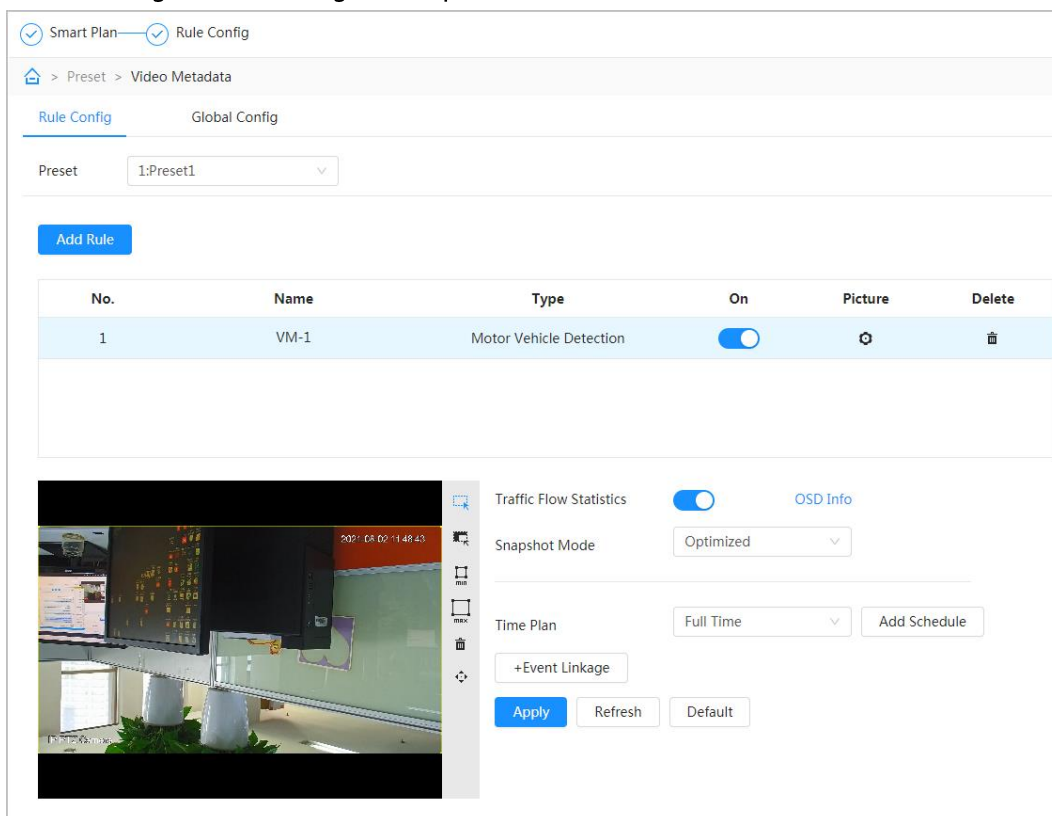 Smart Plan Rule Config
> Preset > Video Metadata
Rule Config Global Config
Preset 1:Preset1
Add Rule
No. Name Type On Picture Delete
1 VM-1 Motor Vehicle Detection
2021-08-02 11:48:43
min
max
Traffic Flow Statistics OSD Info
Snapshot Mode Optimized
Time Plan Full Time Add Schedule
+Event Linkage
Apply Refresh Default